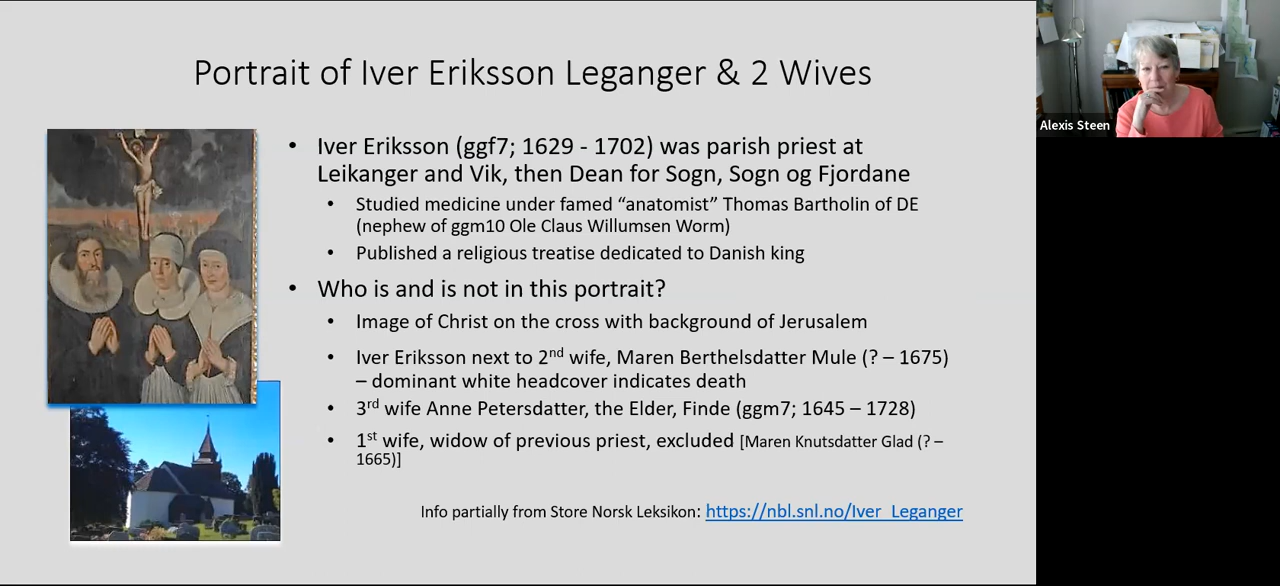 Portrait of Iver Eriksson Leganger & 2 Wives
• Iver Eriksson (ggf7; 1629 - 1702) was parish priest at
Leikanger and Vik, then Dean for Sogn, Sogn og Fjordane
• Studied medicine under famed “anatomist” Thomas Bartholin of DE
(nephew of ggm10 Ole Claus Willumsen Worm)
• Published a religious treatise dedicated to Danish king
• Who is and is not in this portrait?
• Image of Christ on the cross with background of Jerusalem
• Iver Eriksson next to 2nd wife, Maren Berthelsdatter Mule (? – 1675)
– dominant white headcover indicates death
• 3rd wife Anne Petersdatter, the Elder, Finde (ggm7; 1645 – 1728)
• 1st wife, widow of previous priest, excluded [Maren Knutsdatter Glad (? –
1665)]
Info partially from Store Norsk Leksikon: https://nbl.snl.no/Iver_Leganger
Alexis Steen